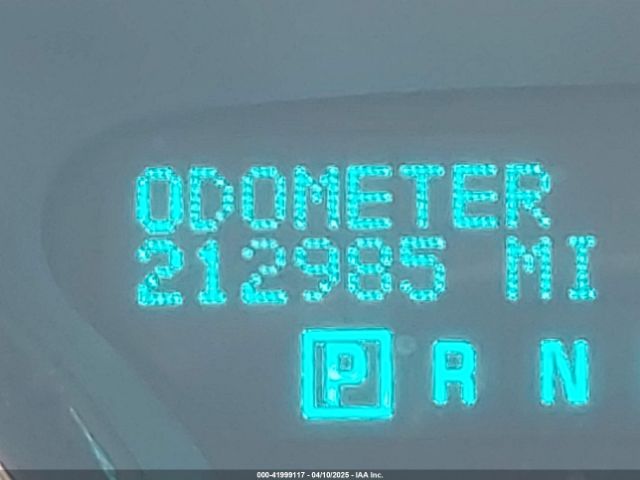 ODOMETER
212985 MI
P R N
000-41999117 - 04/10/2025 - IAA Inc.